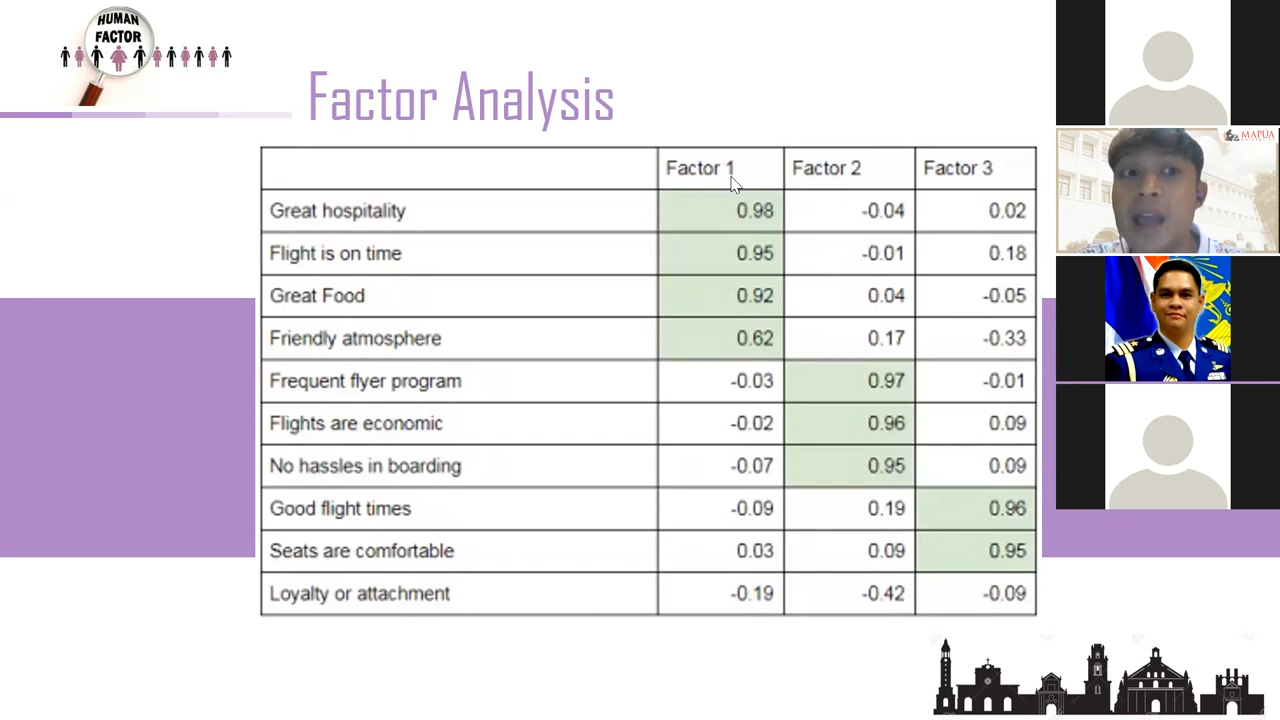 HUMAN
FACTOR
Factor Analysis
MAPÚA
Factor 1 Factor 2 Factor 3
Great hospitality 0.98 -0.04 0.02
Flight is on time 0.95 -0.01 0.18
Great Food 0.92 0.04 -0.05
Friendly atmosphere 0.62 0.17 -0.33
Frequent flyer program -0.03 0.97 -0.01
Flights are economic -0.02 0.96 0.09
No hassles in boarding -0.07 0.95 0.09
Good flight times -0.09 0.19 0.96
Seats are comfortable 0.03 0.09 0.95
Loyalty or attachment -0.19 -0.42 -0.09